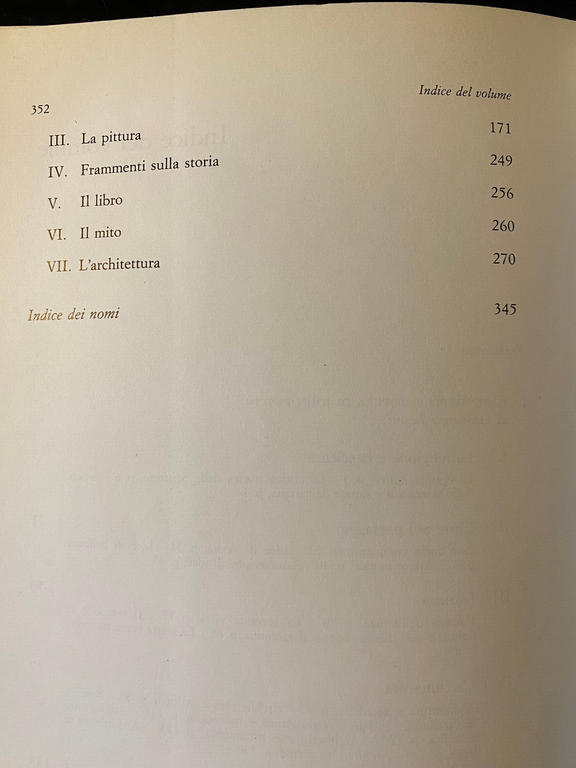 352
Indice del volume
III. La pittura 171
IV. Frammenti sulla storia 249
V. Il libro 256
VI. Il mito 260
VII. L'architettura 270
Indice dei nomi 345